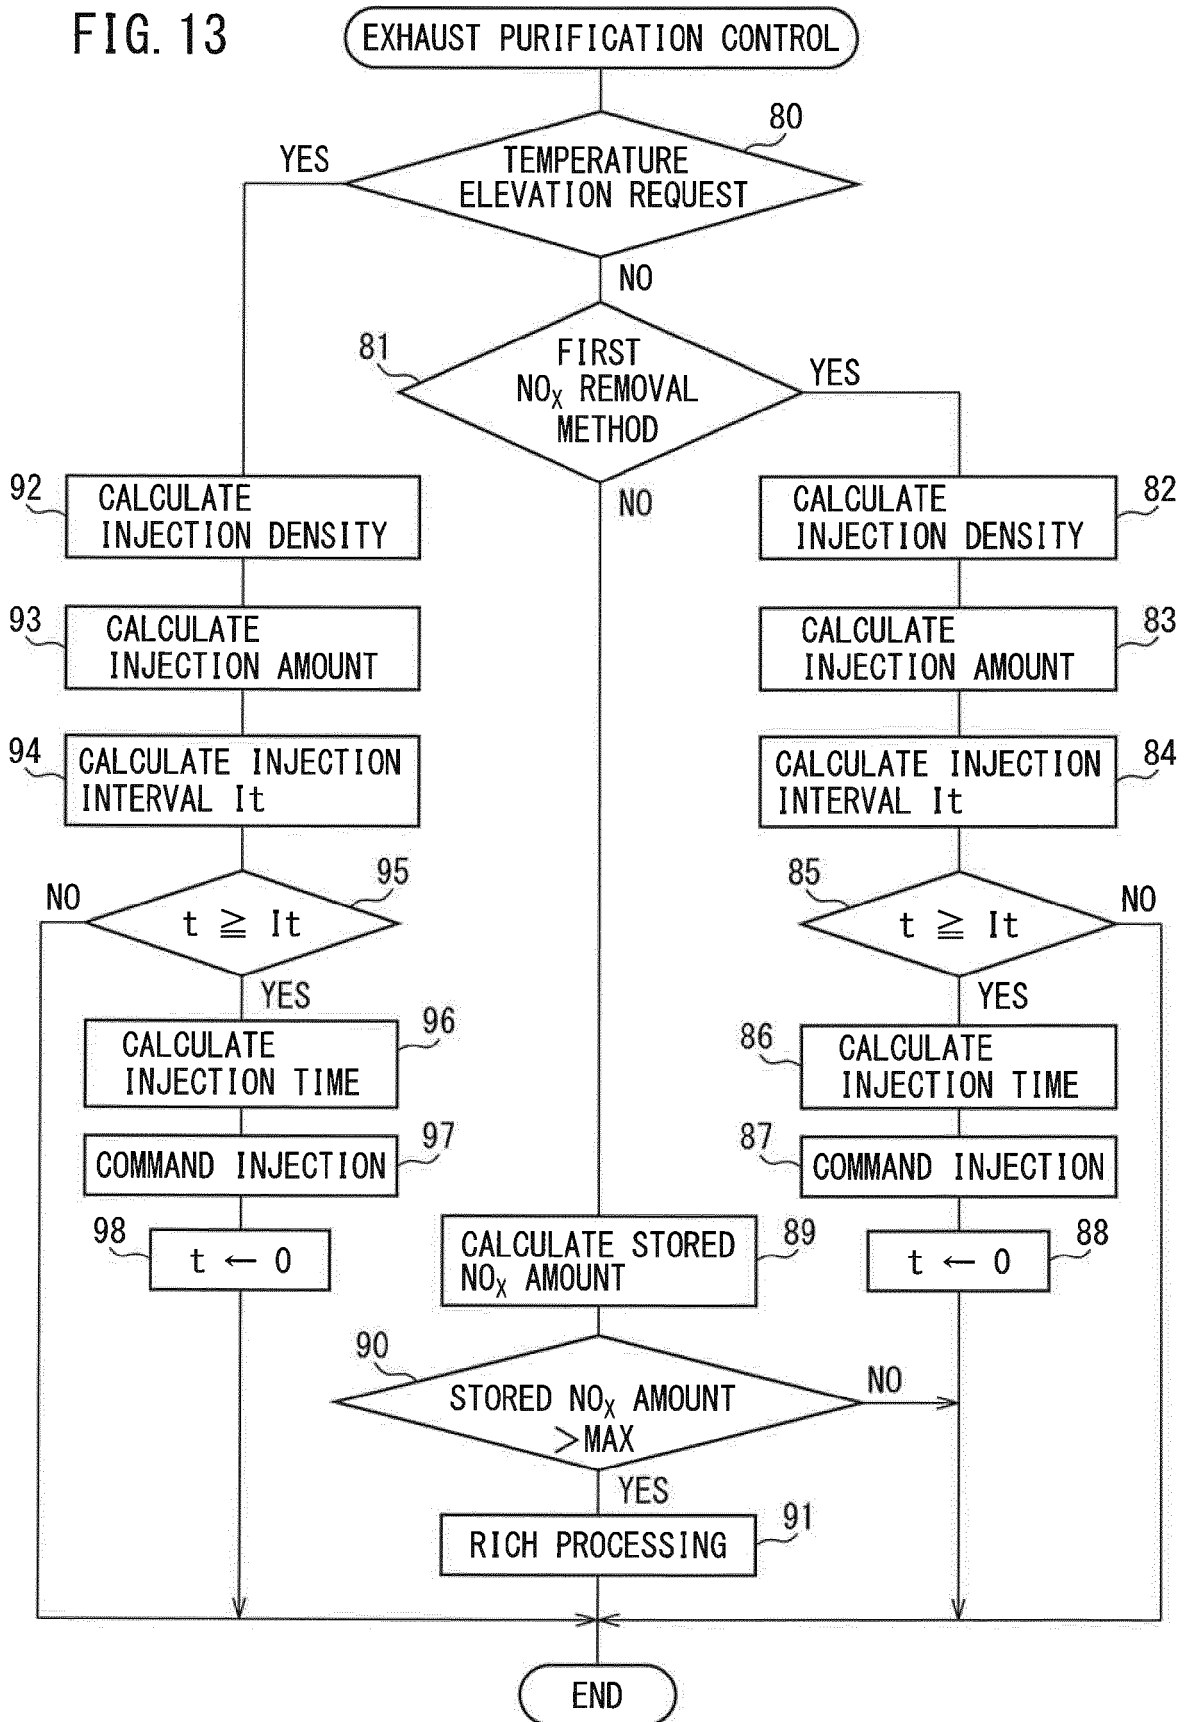 FIG. 13
EXHAUST PURIFICATION CONTROL
80
TEMPERATURE
ELEVATION REQUEST
YES
NO
81
FIRST
NOX REMOVAL
METHOD
YES
NO
92
CALCULATE
INJECTION DENSITY
93
CALCULATE
INJECTION AMOUNT
94
CALCULATE INJECTION
INTERVAL It
95
NO
t ≧ It
YES
96
CALCULATE
INJECTION TIME
97
COMMAND INJECTION
98
t ← 0
82
CALCULATE
INJECTION DENSITY
83
CALCULATE
INJECTION AMOUNT
84
CALCULATE INJECTION
INTERVAL It
85
NO
t ≧ It
YES
86
CALCULATE
INJECTION TIME
87
COMMAND INJECTION
88
t ← 0
89
CALCULATE STORED
NOX AMOUNT
90
STORED NOX AMOUNT
>MAX
NO
YES
91
RICH PROCESSING
END